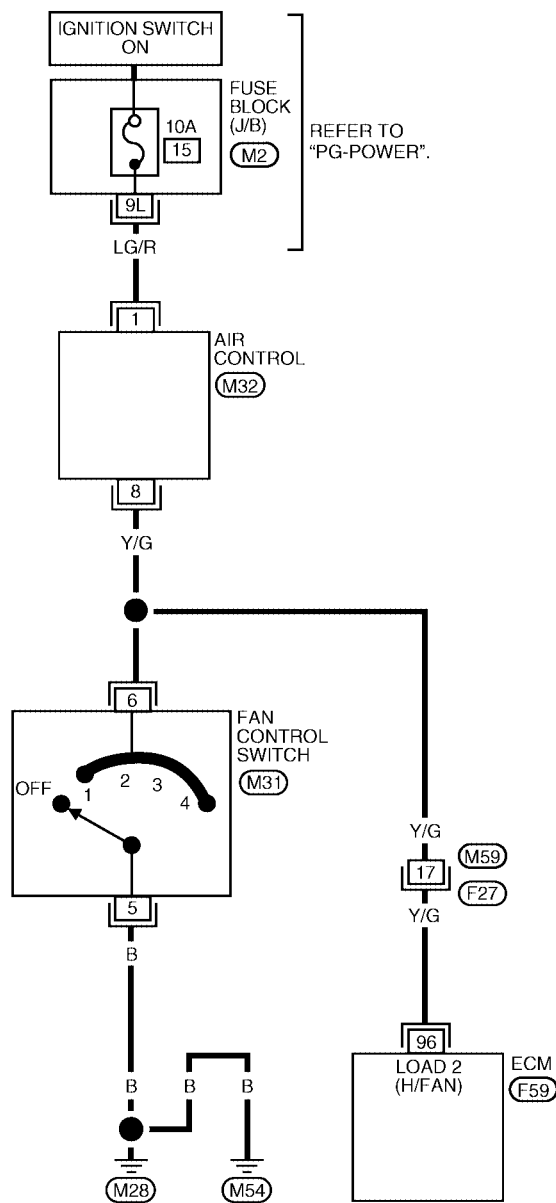 IGNITION SWITCH
ON
FUSE
BLOCK
(J/B)
10A
15
M2
REFER TO
“PG-POWER”.
9L
LG/R
1
AIR
CONTROL
M32
8
Y/G
6
FAN
CONTROL
SWITCH
M31
OFF
1
2
3
4
5
B
Y/G
M59
17
F27
Y/G
96
LOAD 2
(H/FAN)
ECM
F59
B
B
B
M28
M54